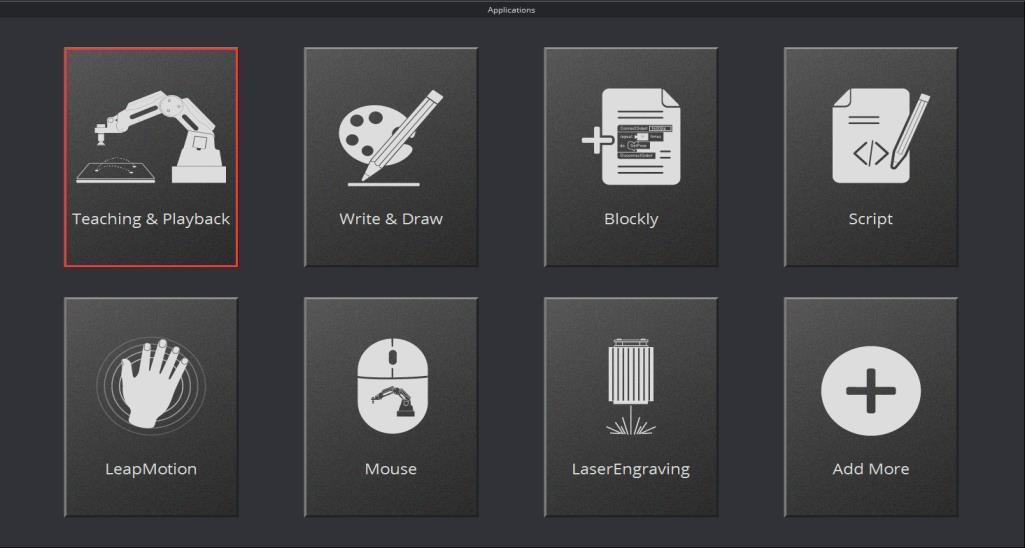 Applications
Teaching & Playback
Write & Draw
Blockly
Script
LeapMotion
Mouse
LaserEngraving
Add More